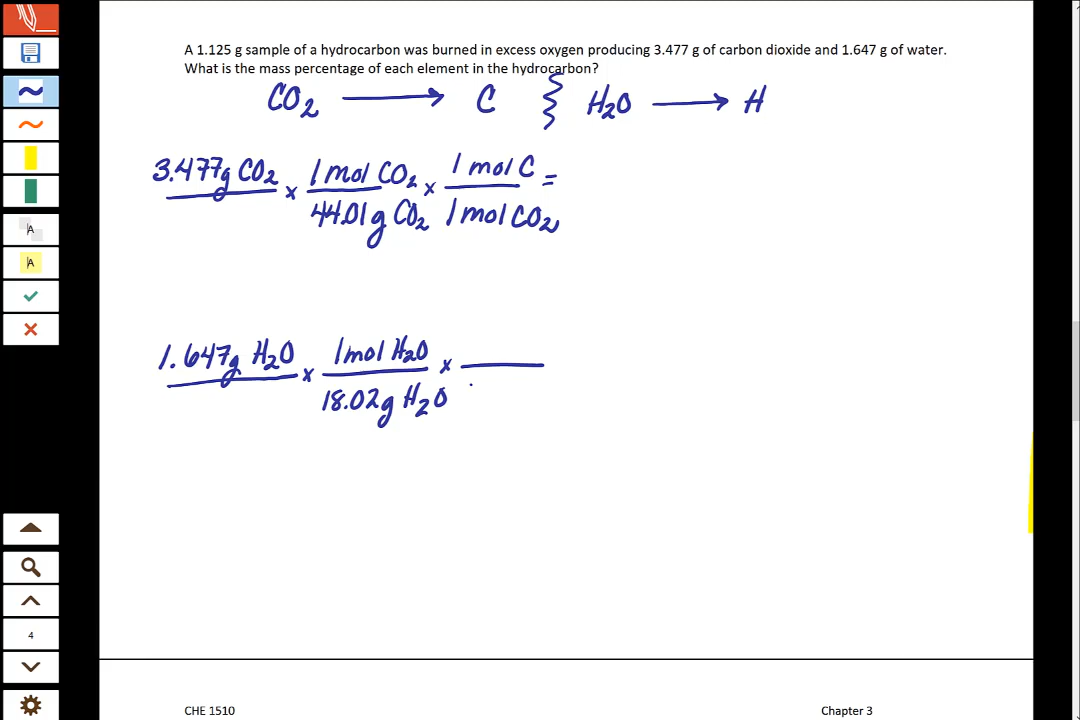 A 1.125 g sample of a hydrocarbon was burned in excess oxygen producing 3.477 g of carbon dioxide and 1.647 g of water.
What is the mass percentage of each element in the hydrocarbon?
CO₂ → C H₂O → H
3.477g CO₂ × 1 mol CO₂ / 44.01g CO₂ × 1 mol C / 1 mol CO₂ =
1.647g H₂O × 1 mol H₂O / 18.02g H₂O ×
A
A
4
CHE 1510 Chapter 3